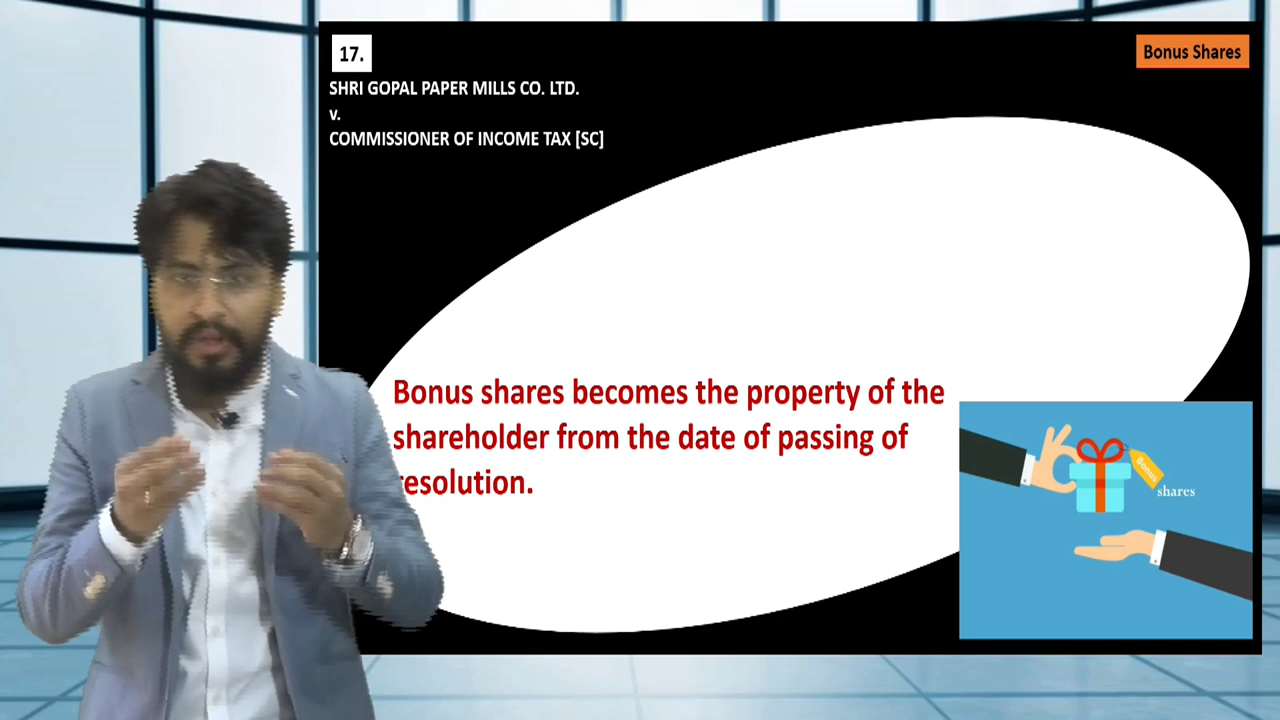 17.
Bonus Shares
SHRI GOPAL PAPER MILLS CO. LTD.
v.
COMMISSIONER OF INCOME TAX [SC]
Bonus shares becomes the property of the
shareholder from the date of passing of
resolution.
Bonus
shares